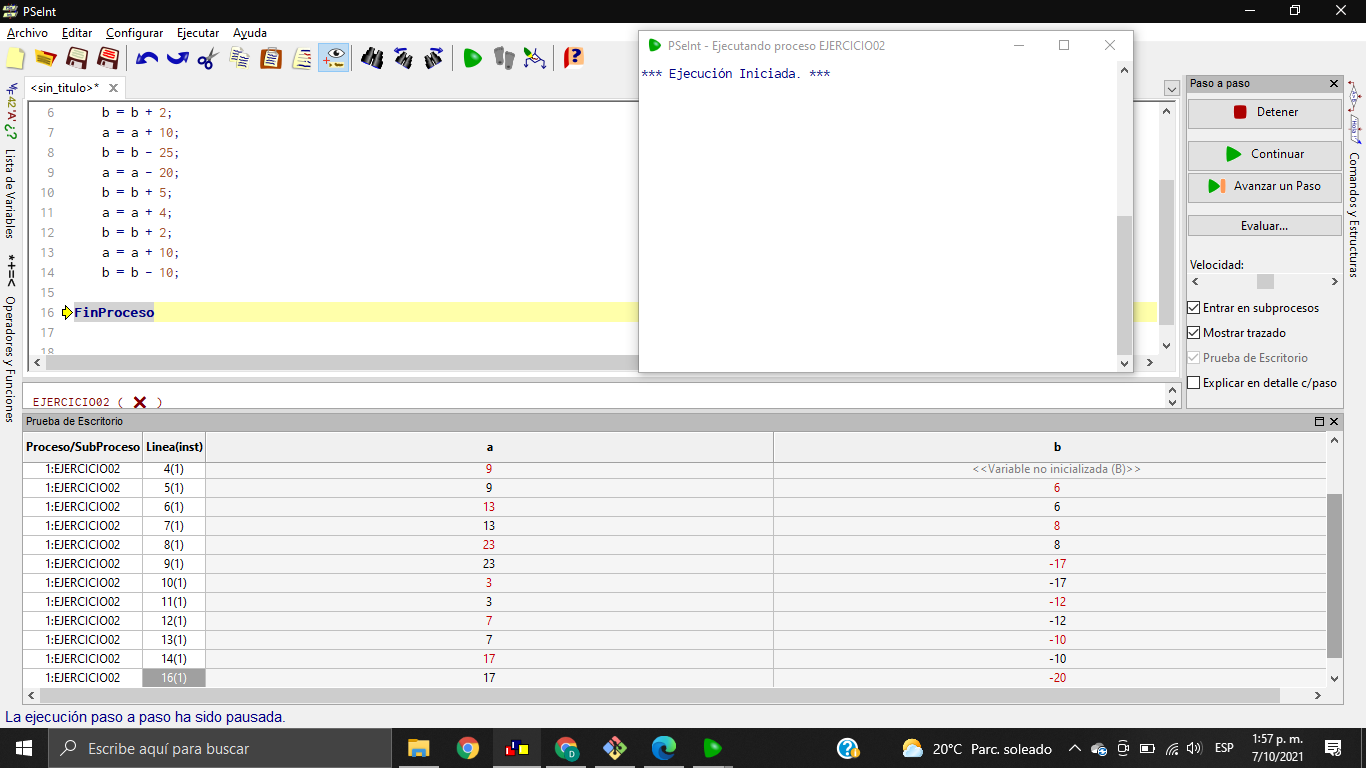 PSeInt
Archivo Editar Configurar Ejecutar Ayuda
<sin_titulo>*
6 b = b + 2;
7 a = a + 10;
8 b = b - 25;
9 a = a - 20;
10 b = b + 5;
11 a = a + 4;
12 b = b + 2;
13 a = a + 10;
14 b = b - 10;
15
16 FinProceso
17
18
42 'A' ¿?
Lista de Variables
*+=<
Operadores y Funciones
EJERCICIO02 ( )
PSeInt - Ejecutando proceso EJERCICIO02
*** Ejecución Iniciada. ***
Paso a paso
Detener
Continuar
Avanzar un Paso
Evaluar...
Velocidad:
Entrar en subprocesos
Mostrar trazado
Prueba de Escritorio
Explicar en detalle c/paso
Comandos y Estructuras
Prueba de Escritorio
Proceso/SubProceso Linea(inst) a b
1:EJERCICIO02 4(1) 9 <<Variable no inicializada (B)>>
1:EJERCICIO02 5(1) 9 6
1:EJERCICIO02 6(1) 13 6
1:EJERCICIO02 7(1) 13 8
1:EJERCICIO02 8(1) 23 8
1:EJERCICIO02 9(1) 23 -17
1:EJERCICIO02 10(1) 3 -17
1:EJERCICIO02 11(1) 3 -12
1:EJERCICIO02 12(1) 7 -12
1:EJERCICIO02 13(1) 7 -10
1:EJERCICIO02 14(1) 17 -10
1:EJERCICIO02 16(1) 17 -20
La ejecución paso a paso ha sido pausada.
Escribe aquí para buscar
20°C Parc. soleado
ESP
1:57 p. m.
7/10/2021